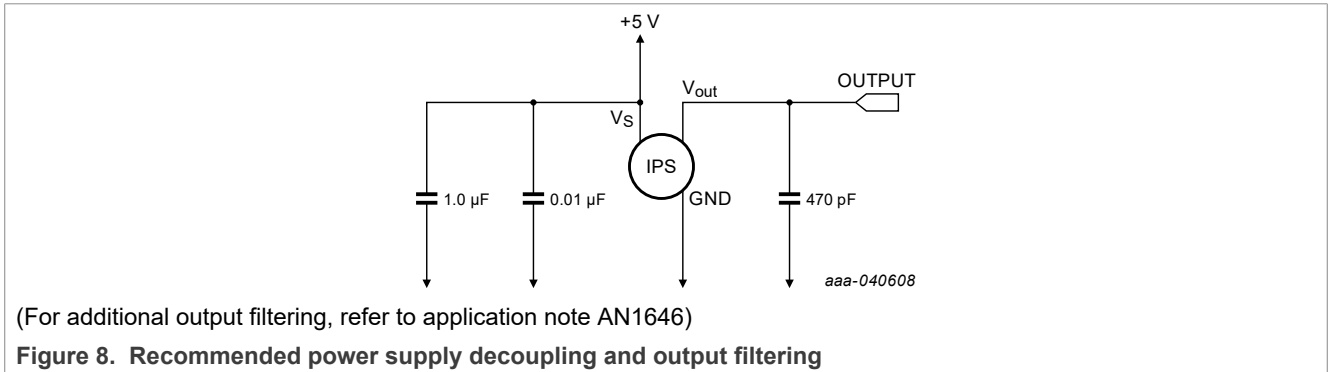 +5 V
OUTPUT
Vout
VS
IPS
GND
1.0 µF
0.01 µF
470 pF
aaa-040608
(For additional output filtering, refer to application note AN1646)
Figure 8. Recommended power supply decoupling and output filtering